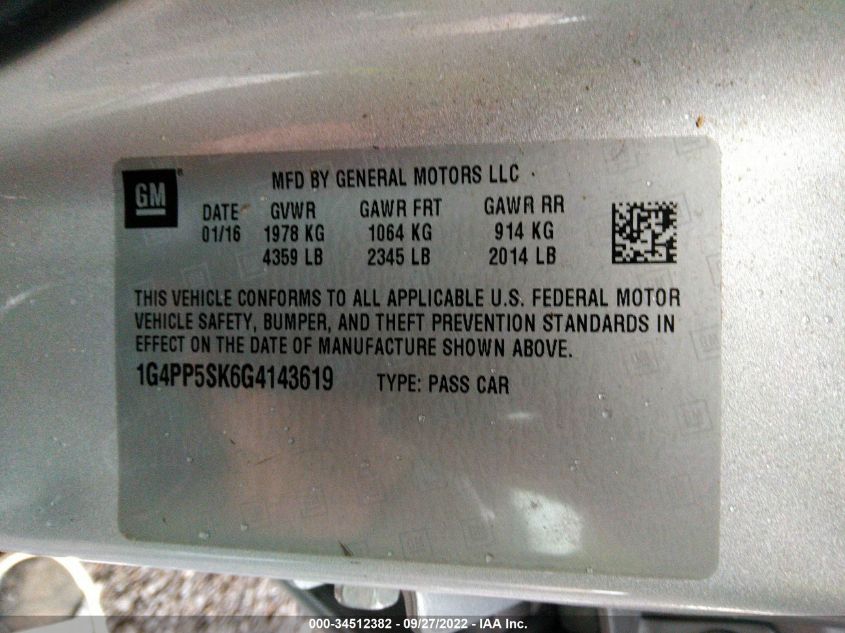 GM
MFD BY GENERAL MOTORS LLC
DATE GVWR GAWR FRT GAWR RR
01/16 1978 KG 1064 KG 914 KG
4359 LB 2345 LB 2014 LB
THIS VEHICLE CONFORMS TO ALL APPLICABLE U.S. FEDERAL MOTOR
VEHICLE SAFETY, BUMPER, AND THEFT PREVENTION STANDARDS IN
EFFECT ON THE DATE OF MANUFACTURE SHOWN ABOVE.
1G4PP5SK6G4143619 TYPE: PASS CAR
000-34512382 - 09/27/2022 - IAA Inc.